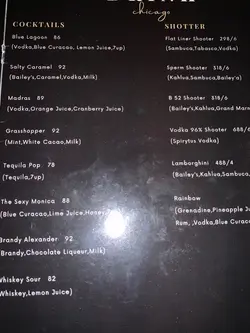 chicago
COCKTAILS
Blue Lagoon 86
(Vodka,Blue Curacao, Lemon Juice,7up)
Salty Caramel 92
(Bailey's,Caramel,Vodka,Milk)
Madras 89
(Vodka,Orange Juice,Cranberry Juice)
Grasshopper 92
(Mint,White Cacao,Milk)
Tequila Pop 78
(Tequila,7up)
The Sexy Monica 88
(Blue Curacao,Lime Juice,Honey
Brandy Alexander 92
Brandy,Chocolate Liqueur,Milk)
Whiskey Sour 82
Whiskey,Lemon Juice)
SHOTTER
Flat Liner Shooter 298/6
(Sambuca,Tabasco,Vodka)
Sperm Shooter 318/6
(Kahlua,Sambuca,Bailey's)
B 52 Shooter 318/6
(Bailey's,Kahlua,Grand
Vodka 96% Shooter 688/6
(Spirytus Vodka)
Lamborghini 488/4
(Bailey's,Kahlua,Sambuca,Vodka,
Rainbow
(Grenadine,Pineapple
Rom, ,Vodka,Blue